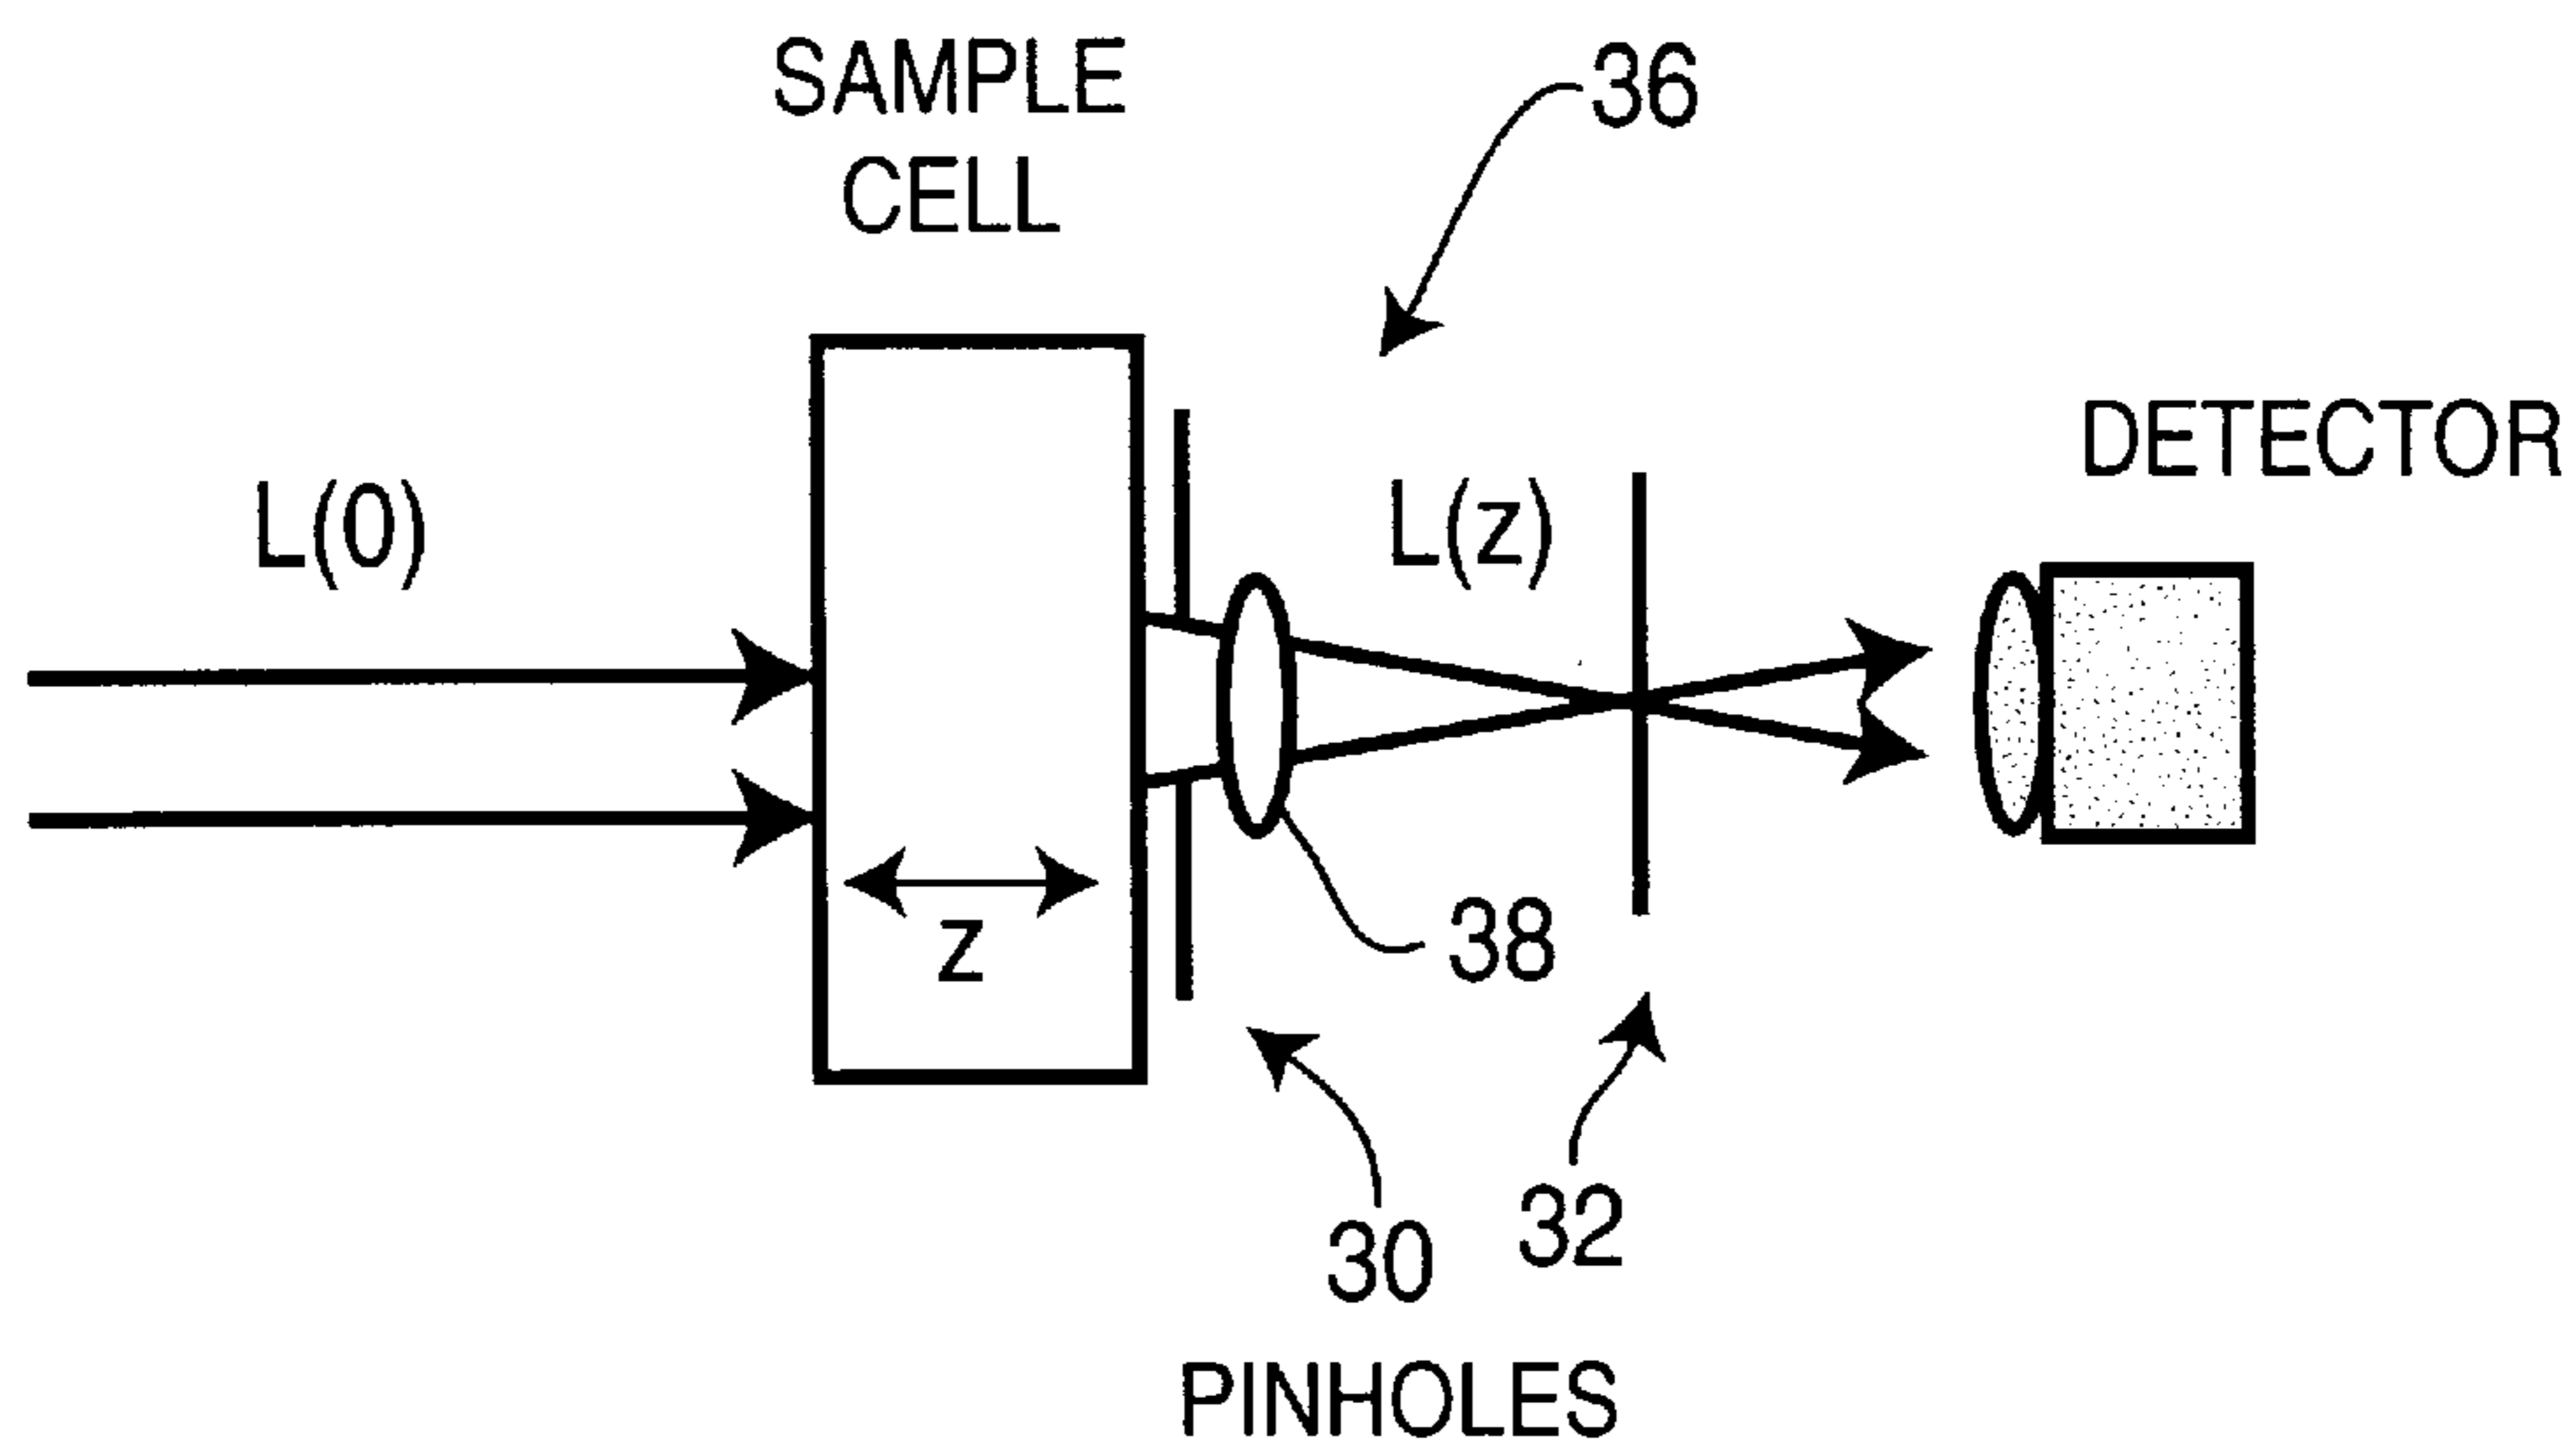 SAMPLE
CELL
36
DETECTOR
L(0)
L(z)
z
38
30
32
PINHOLES